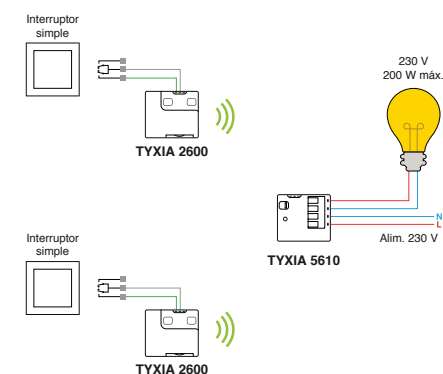 Interruptor
simple
TYXIA 2600
230 V
200 W máx.
N
L
Alim. 230 V
TYXIA 5610
Interruptor
simple
TYXIA 2600